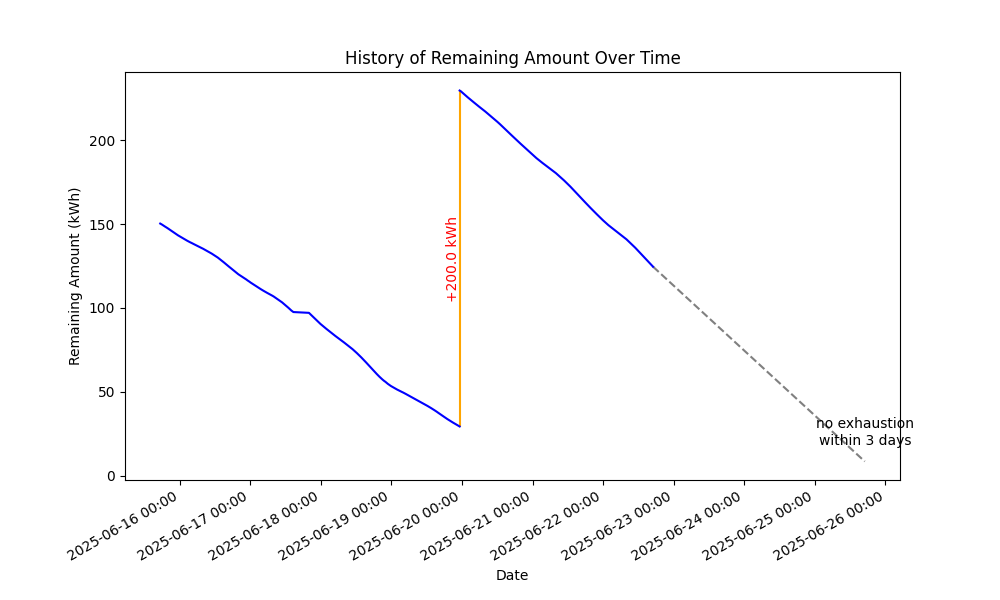 History of Remaining Amount Over Time
Remaining Amount (kWh)
200
150
100
50
0
+200.0 kWh
no exhaustion
within 3 days
2025-06-16 00:00
2025-06-17 00:00
2025-06-18 00:00
2025-06-19 00:00
2025-06-20 00:00
2025-06-21 00:00
2025-06-22 00:00
2025-06-23 00:00
2025-06-24 00:00
2025-06-25 00:00
2025-06-26 00:00
Date